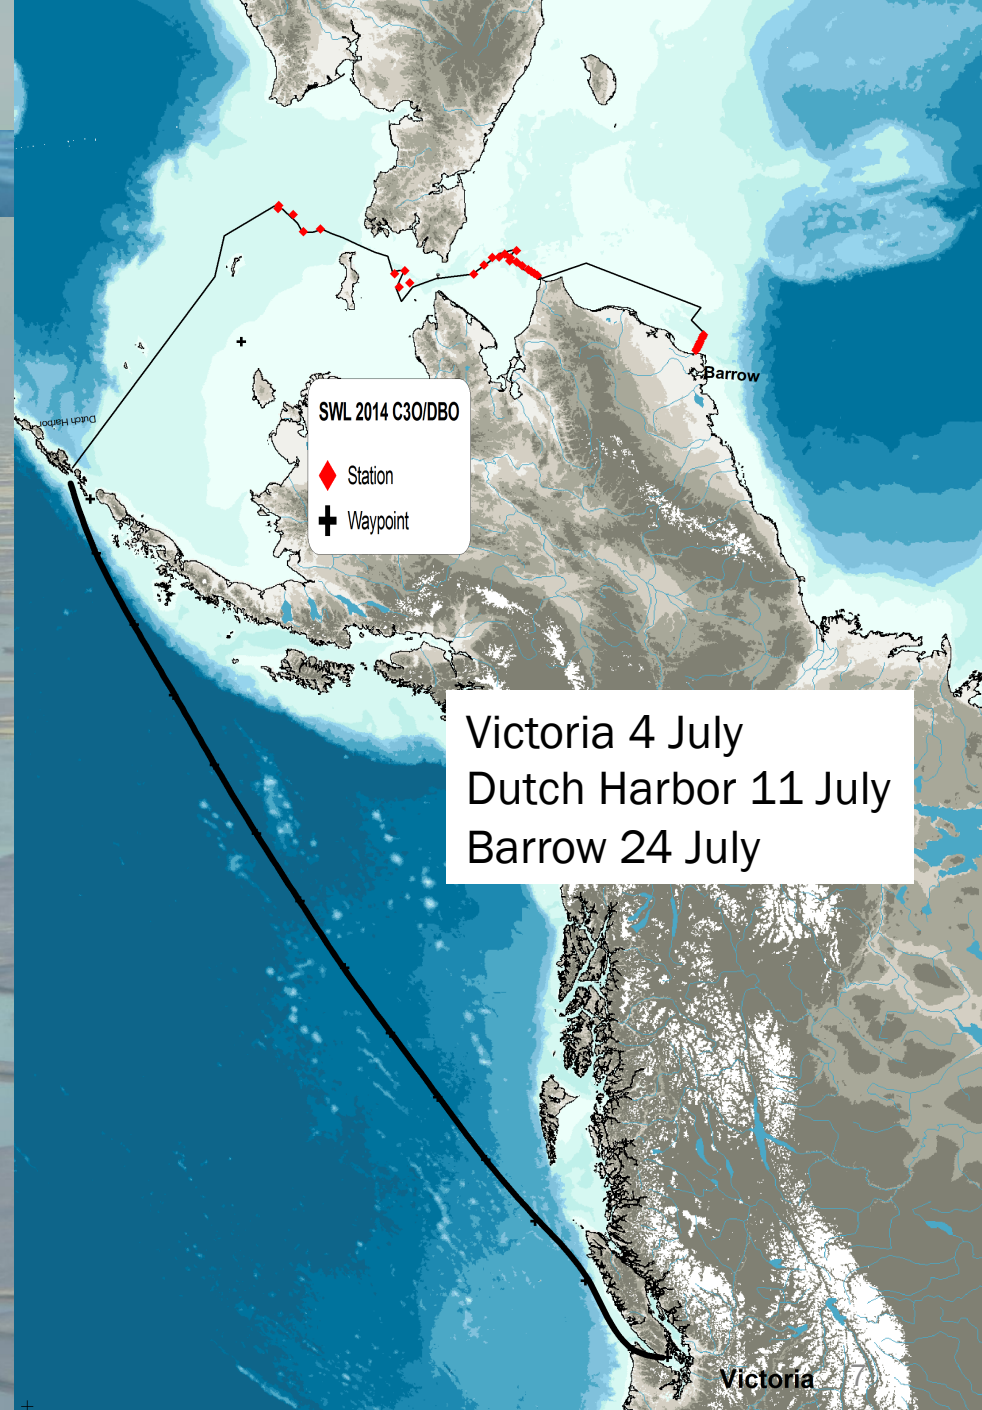 Barrow
Dutch Harbor
SWL 2014 C3O/DBO
Station
Waypoint
Victoria 4 July
Dutch Harbor 11 July
Barrow 24 July
Victoria
7